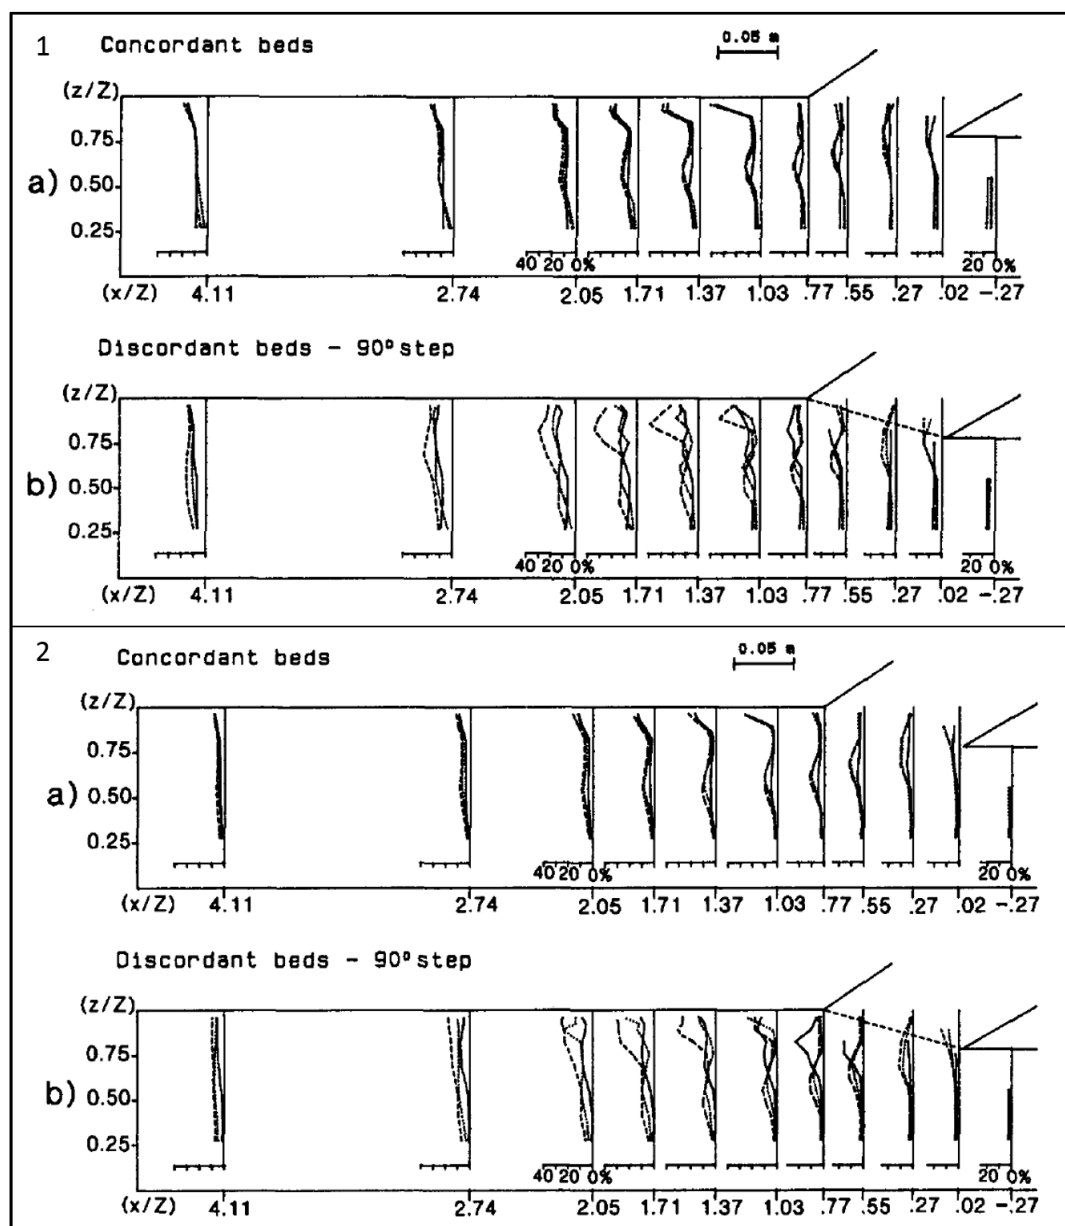 1 Concordant beds 0.05 m
(z/Z)
0.75
a) 0.50
0.25
40 20 0% 20 0%
(x/Z) 4.11 2.74 2.05 1.71 1.37 1.03 .77 .55 .27 .02 -.27
Discordant beds - 90° step
(z/Z)
0.75
b) 0.50
0.25
40 20 0% 20 0%
(x/Z) 4.11 2.74 2.05 1.71 1.37 1.03 .77 .55 .27 .02 -.27
2 Concordant beds 0.05 m
(z/Z)
0.75
a) 0.50
0.25
40 20 0% 20 0%
(x/Z) 4.11 2.74 2.05 1.71 1.37 1.03 .77 .55 .27 .02 -.27
Discordant beds - 90° step
(z/Z)
0.75
b) 0.50
0.25
40 20 0% 20 0%
(x/Z) 4.11 2.74 2.05 1.71 1.37 1.03 .77 .55 .27 .02 -.27